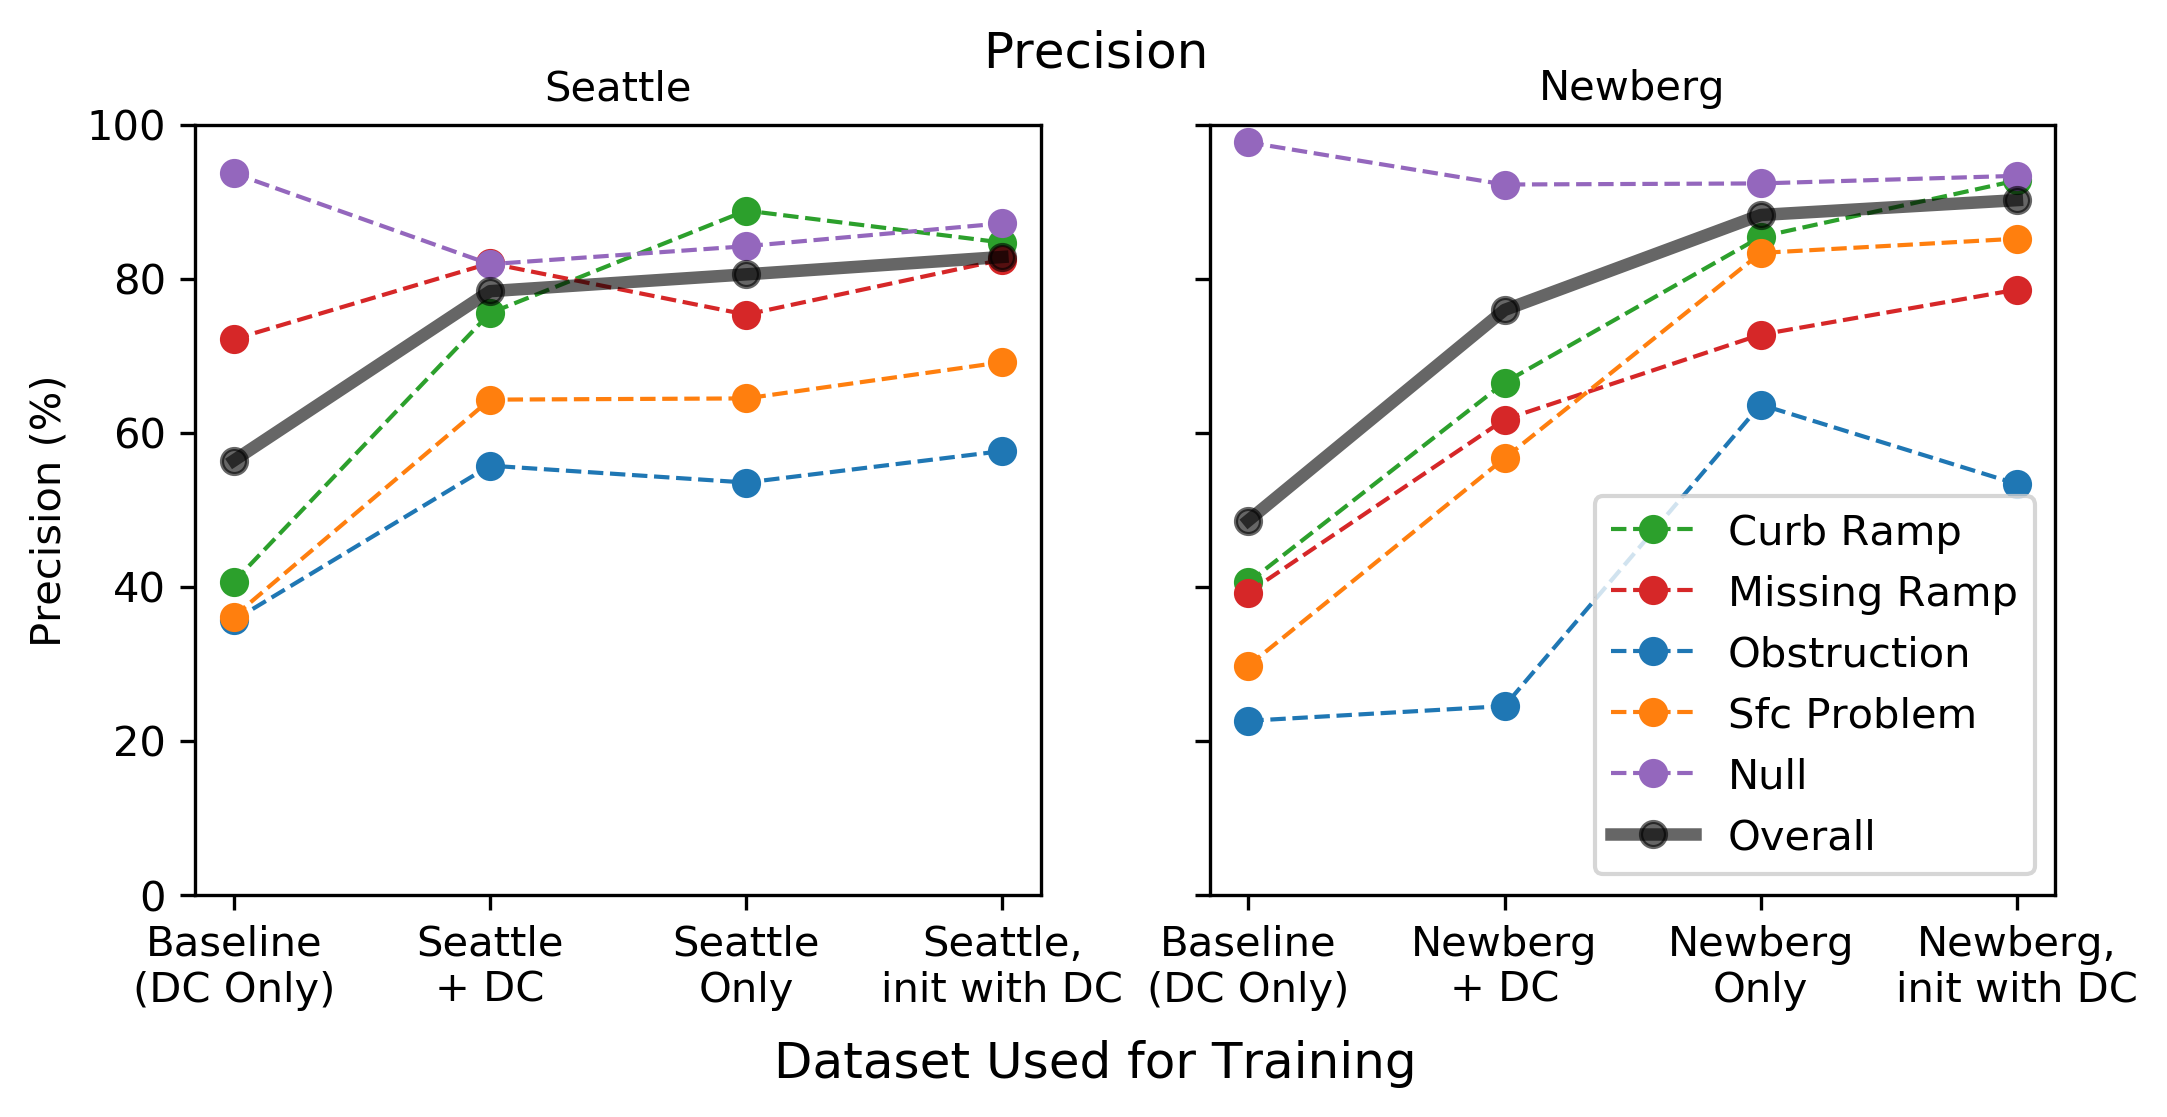 Precision
Seattle
Newberg
Precision (%)
100
80
60
40
20
0
Baseline
(DC Only)
Seattle
+ DC
Seattle
Only
Seattle,
init with DC
Baseline
(DC Only)
Newberg
+ DC
Newberg
Only
Newberg,
init with DC
Curb Ramp
Missing Ramp
Obstruction
Sfc Problem
Null
Overall
Dataset Used for Training